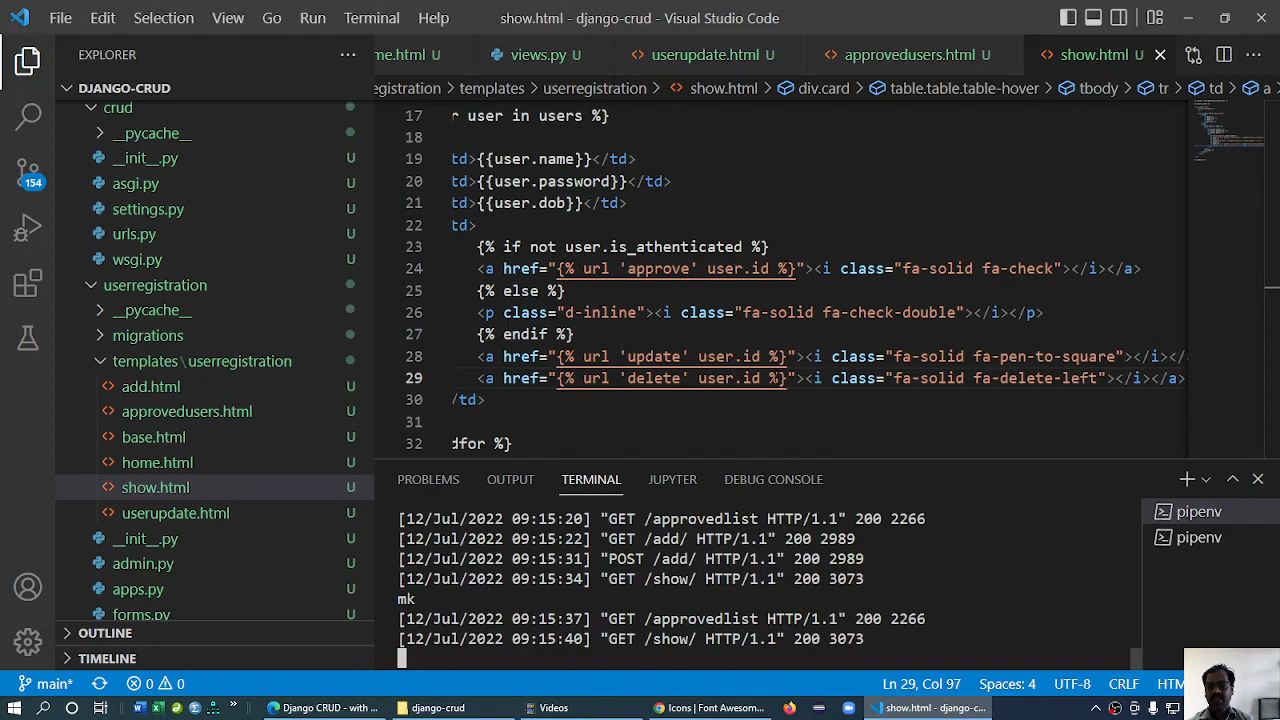 File Edit Selection View Go Run Terminal Help
show.html - django-crud - Visual Studio Code
EXPLORER
me.html U
views.py U
userupdate.html U
approvedusers.html U
show.html U
DJANGO-CRUD
egistration > templates > userregistration > show.html > div.card > table.table.table-hover > tbody > tr > td > a
crud
__pycache__
__init__.py U
asgi.py U
settings.py U
urls.py U
wsgi.py U
userregistration
__pycache__
migrations
templates\userregistration
add.html U
approvedusers.html U
base.html U
home.html U
show.html U
userupdate.html U
__init__.py U
admin.py U
apps.py U
forms.py U
OUTLINE
TIMELINE
154
17 r user in users %}
18
19 td>{{user.name}}</td>
20 td>{{user.password}}</td>
21 td>{{user.dob}}</td>
22 td>
23 {% if not user.is_athenticated %}
24 <a href="{% url 'approve' user.id %}"><i class="fa-solid fa-check"></i></a>
25 {% else %}
26 <p class="d-inline"><i class="fa-solid fa-check-double"></i></p>
27 {% endif %}
28 <a href="{% url 'update' user.id %}"><i class="fa-solid fa-pen-to-square"></i></
29 <a href="{% url 'delete' user.id %}"><i class="fa-solid fa-delete-left"></i></a>
30 /td>
31
32 dfor %}
PROBLEMS OUTPUT TERMINAL JUPYTER DEBUG CONSOLE
[12/Jul/2022 09:15:20] "GET /approvedlist HTTP/1.1" 200 2266
[12/Jul/2022 09:15:22] "GET /add/ HTTP/1.1" 200 2989
[12/Jul/2022 09:15:31] "POST /add/ HTTP/1.1" 200 2989
[12/Jul/2022 09:15:34] "GET /show/ HTTP/1.1" 200 3073
mk
[12/Jul/2022 09:15:37] "GET /approvedlist HTTP/1.1" 200 2266
[12/Jul/2022 09:15:40] "GET /show/ HTTP/1.1" 200 3073
pipenv
pipenv
main* 0 0
Ln 29, Col 97 Spaces: 4 UTF-8 CRLF HTM
Django CRUD - with ...
django-crud
Videos
Icons | Font Awesom...
show.html - django-c...